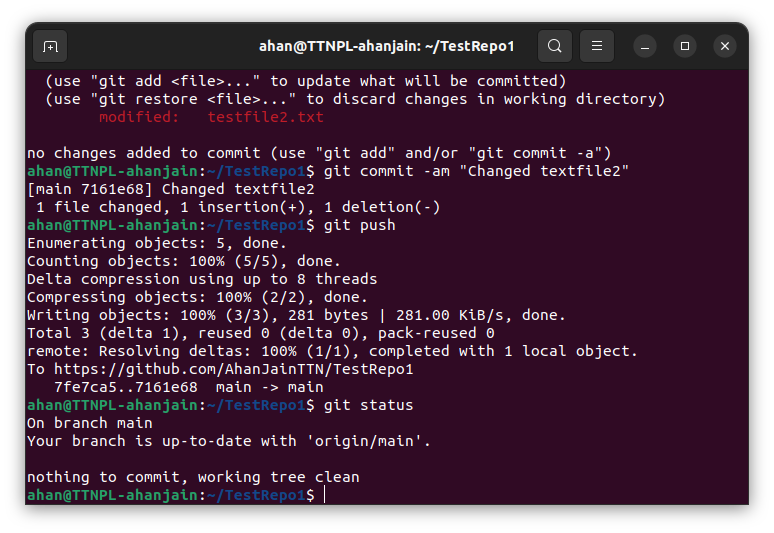 ahan@TTNPL-ahanjain: ~/TestRepo1
  (use "git add <file>..." to update what will be committed)
  (use "git restore <file>..." to discard changes in working directory)
        modified:   testfile2.txt

no changes added to commit (use "git add" and/or "git commit -a")
ahan@TTNPL-ahanjain:~/TestRepo1$ git commit -am "Changed textfile2"
[main 7161e68] Changed textfile2
 1 file changed, 1 insertion(+), 1 deletion(-)
ahan@TTNPL-ahanjain:~/TestRepo1$ git push
Enumerating objects: 5, done.
Counting objects: 100% (5/5), done.
Delta compression using up to 8 threads
Compressing objects: 100% (2/2), done.
Writing objects: 100% (3/3), 281 bytes | 281.00 KiB/s, done.
Total 3 (delta 1), reused 0 (delta 0), pack-reused 0
remote: Resolving deltas: 100% (1/1), completed with 1 local object.
To https://github.com/AhanJainTTN/TestRepo1
   7fe7ca5..7161e68  main -> main
ahan@TTNPL-ahanjain:~/TestRepo1$ git status
On branch main
Your branch is up-to-date with 'origin/main'.

nothing to commit, working tree clean
ahan@TTNPL-ahanjain:~/TestRepo1$